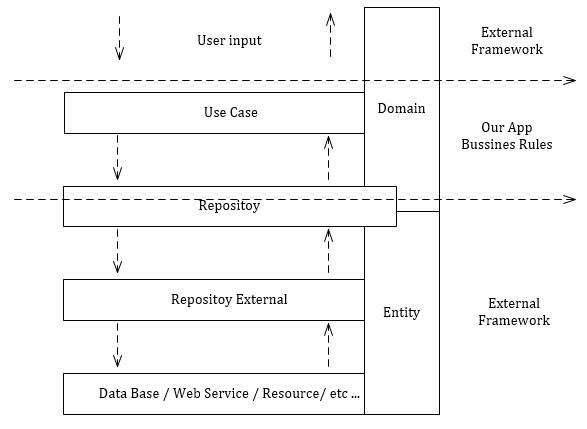 User input
External
Framework
Use Case
Domain
Our App
Bussines Rules
Repositoy
Repositoy External
Entity
External
Framework
Data Base / Web Service / Resource/ etc ...